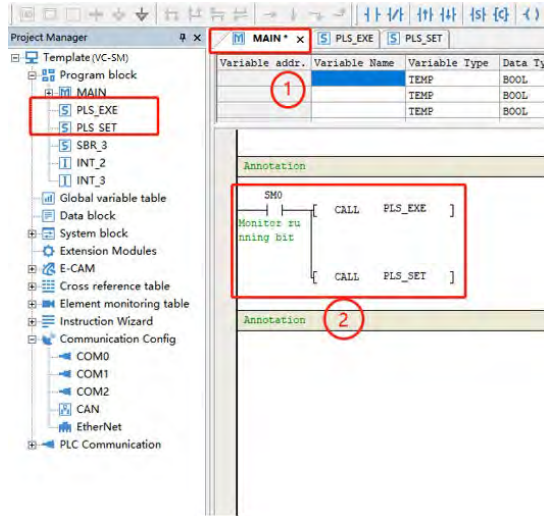 Project Manager
MAIN * x
PLS_EXE
PLS_SET
Template (VC-SM)
Program block
MAIN
PLS_EXE
PLS SET
SBR_3
INT_2
INT_3
Global variable table
Data block
System block
Extension Modules
E-CAM
Cross reference table
Element monitoring table
Instruction Wizard
Communication Config
COM0
COM1
COM2
CAN
EtherNet
PLC Communication
Variable addr. Variable Name Variable Type Data Ty
TEMP BOOL
TEMP BOOL
TEMP BOOL
1
Annotation
SM0
[ CALL PLS_EXE ]
Monitor ru
nning bit
[ CALL PLS_SET ]
Annotation
2